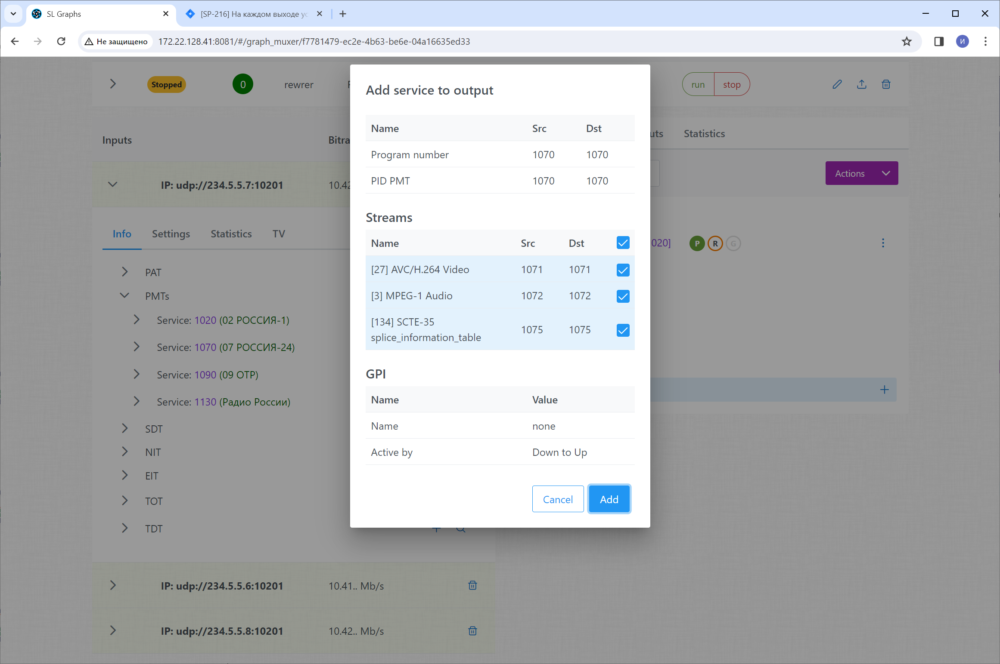 SL Graphs
[SP-216] На каждом выходе ус
Не защищено
172.22.128.41:8081/#/graph_muxer/f7781479-ec2e-4b63-be6e-04a16635ed33
И
Stopped
0
rewrer
run
stop
Inputs
Statistics
IP: udp://234.5.5.7:10201
10.42
Actions
Info
Settings
Statistics
TV
020]
P
R
G
PAT
PMTs
Service: 1020 (02 РОССИЯ-1)
Service: 1070 (07 РОССИЯ-24)
Service: 1090 (09 ОТР)
Service: 1130 (Радио России)
SDT
NIT
EIT
TOT
TDT
IP: udp://234.5.5.6:10201
10.41.. Mb/s
IP: udp://234.5.5.8:10201
10.42.. Mb/s
Add service to output
Name Src Dst
Program number 1070 1070
PID PMT 1070 1070
Streams
Name Src Dst
[27] AVC/H.264 Video 1071 1071
[3] MPEG-1 Audio 1072 1072
[134] SCTE-35
splice_information_table 1075 1075
GPI
Name Value
Name none
Active by Down to Up
Cancel
Add